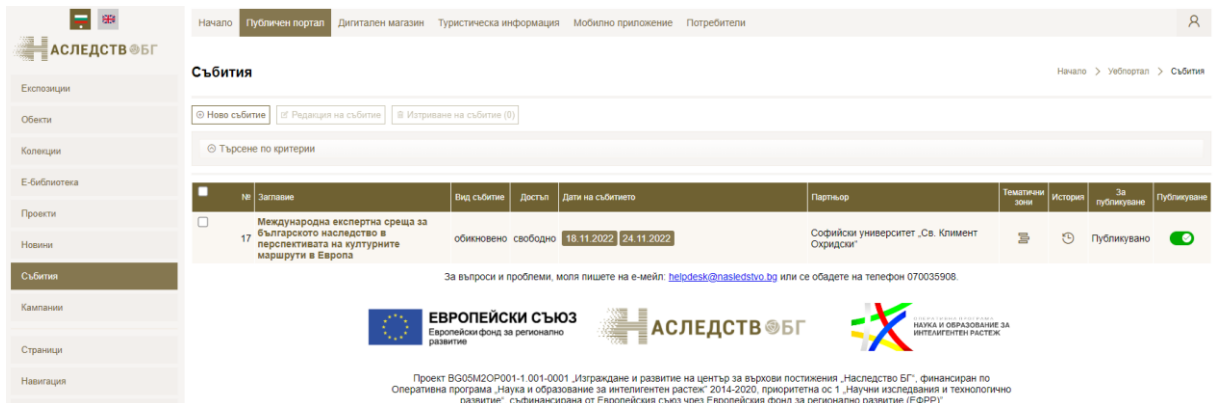 Начало Публичен портал Дигитален магазин Туристическа информация Мобилно приложение Потребители
НАСЛЕДСТВОБГ
Събития
Начало > Уебпортал > Събития
Експозиции
Обекти
Колекции
Е-библиотека
Проекти
Новини
Събития
Кампании
Страници
Навигация
Ново събитие Редакция на събитие Изтриване на събитие (0)
Търсене по критерии
№ Заглавие Вид събитие Достъп Дати на събитието Партньор Тематични зони История За публикуване Публикуване
17 Международна експертна среща за
българското наследство в
перспективата на културните
маршрути в Европа
обикновено свободно 18.11.2022 24.11.2022
Софийски университет „Св. Климент
Охридски“
Публикувано
За въпроси и проблеми, моля пишете на е-мейл: helpdesk@nasledstvo.bg или се обадете на телефон 070035908.
ЕВРОПЕЙСКИ СЪЮЗ
Европейски фонд за регионално
развитие
НАСЛЕДСТВОБГ
ОПЕРАТИВНА ПРОГРАМА
НАУКА И ОБРАЗОВАНИЕ ЗА
ИНТЕЛИГЕНТЕН РАСТЕЖ
Проект BG05M2OP001-1.001-0001 „Изграждане и развитие на център за върхови постижения „Наследство БГ“, финансиран по
Оперативна програма „Наука и образование за интелигентен растеж“ 2014-2020, приоритетна ос 1 „Научни изследвания и технологично
развитие“, съфинансирана от Европейския съюз чрез Европейския фонд за регионално развитие (ЕФРР)“